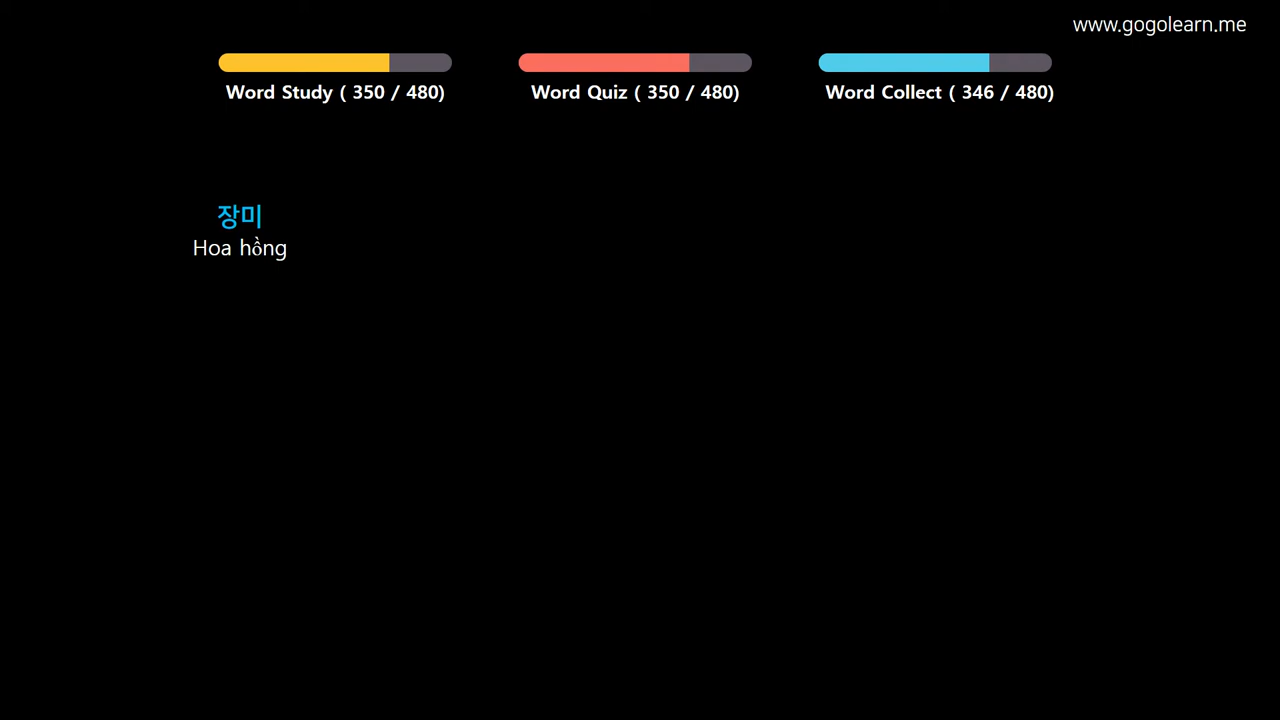 www.gogolearn.me
Word Study ( 350 / 480)
Word Quiz ( 350 / 480)
Word Collect ( 346 / 480)
장미
Hoa hồng